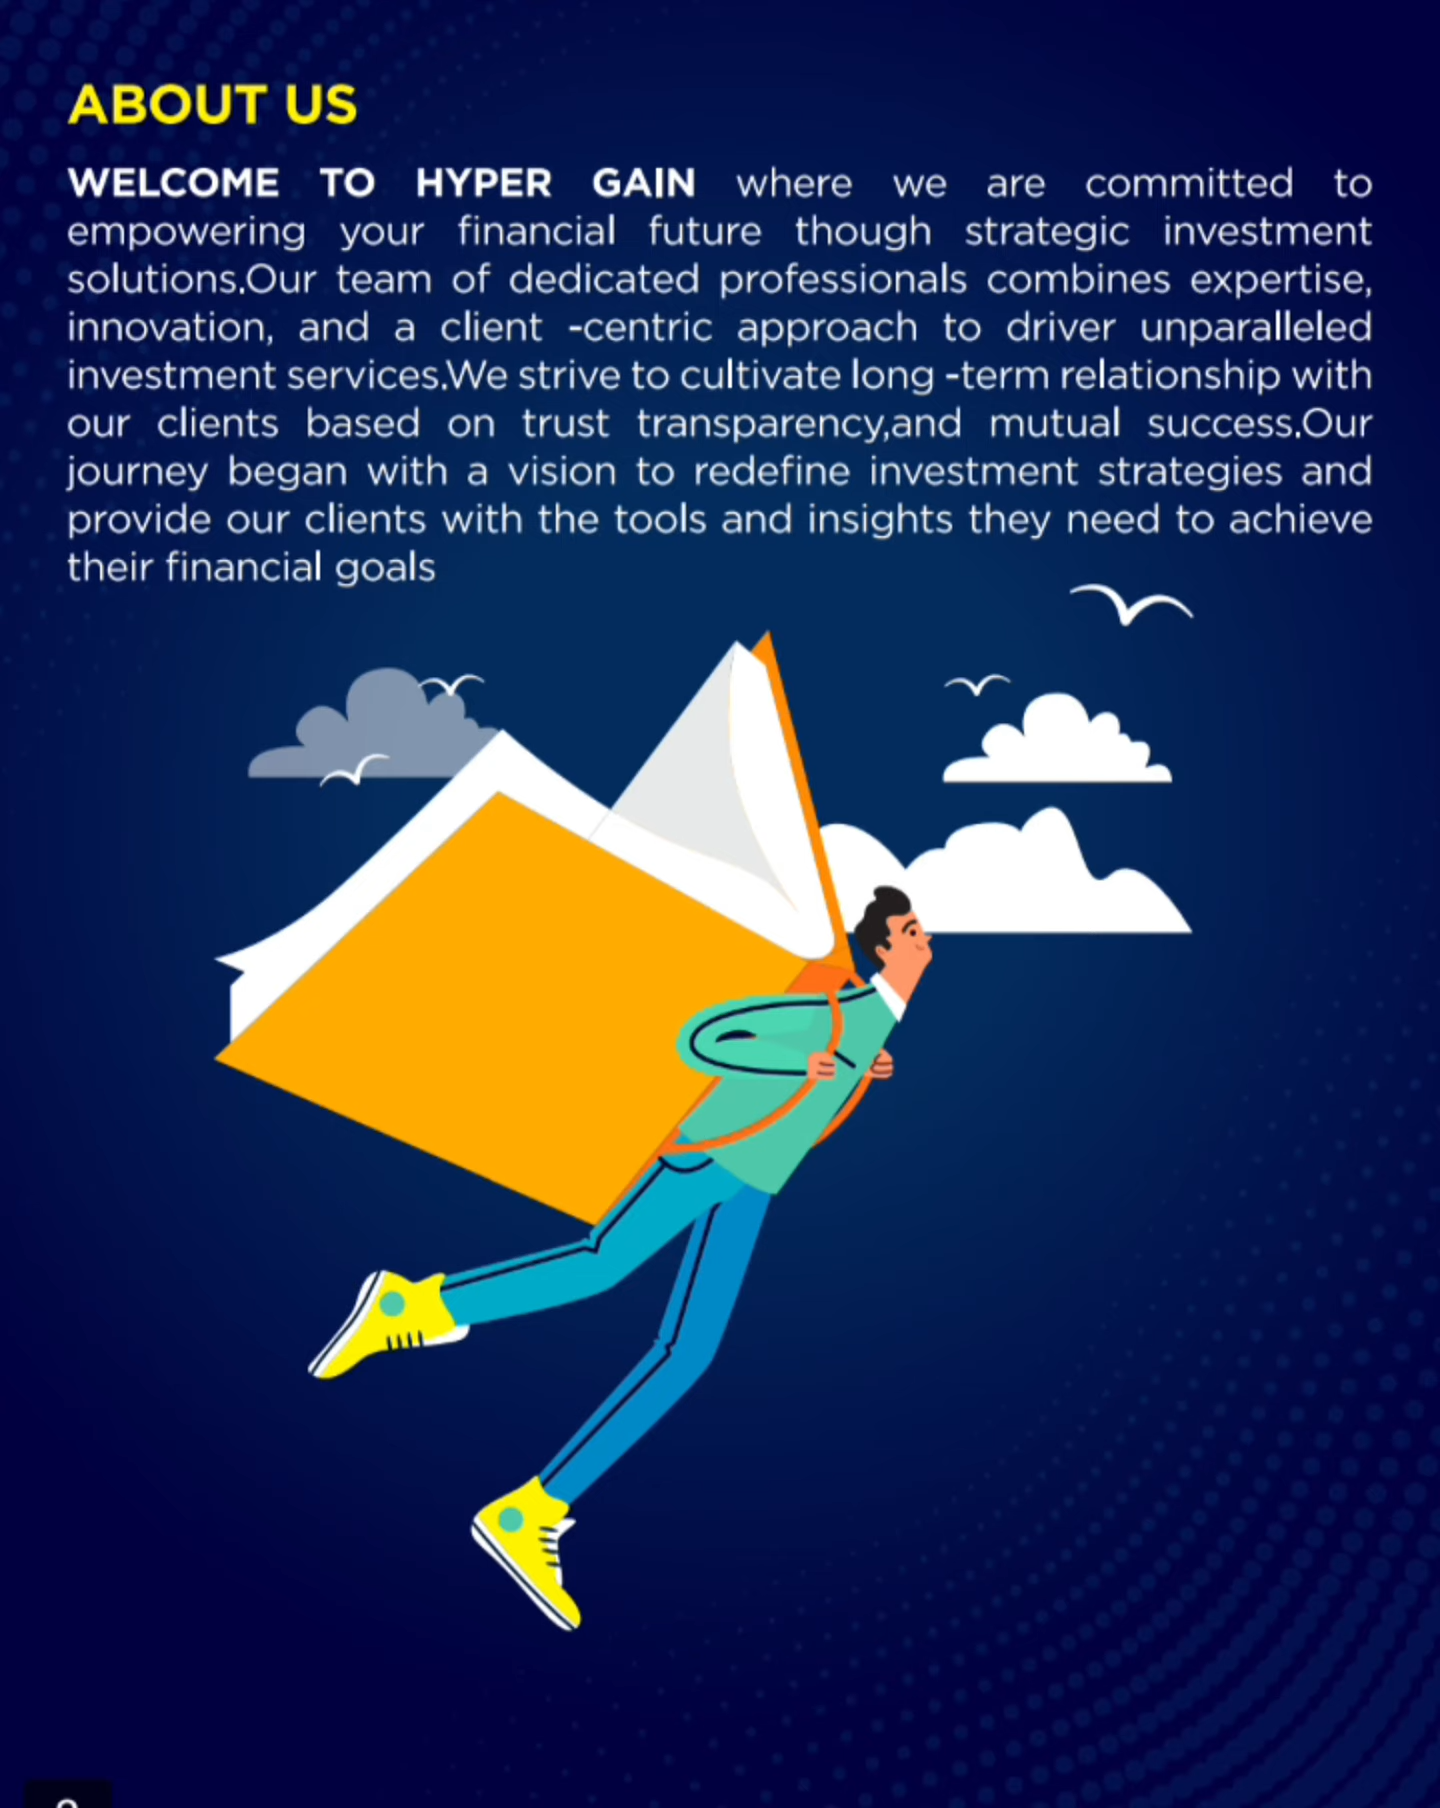 ABOUT US
WELCOME TO HYPER GAIN where we are committed to
empowering your financial future though strategic investment
solutions.Our team of dedicated professionals combines expertise,
innovation, and a client -centric approach to driver unparalleled
investment services.We strive to cultivate long -term relationship with
our clients based on trust transparency,and mutual success.Our
journey began with a vision to redefine investment strategies and
provide our clients with the tools and insights they need to achieve
their financial goals